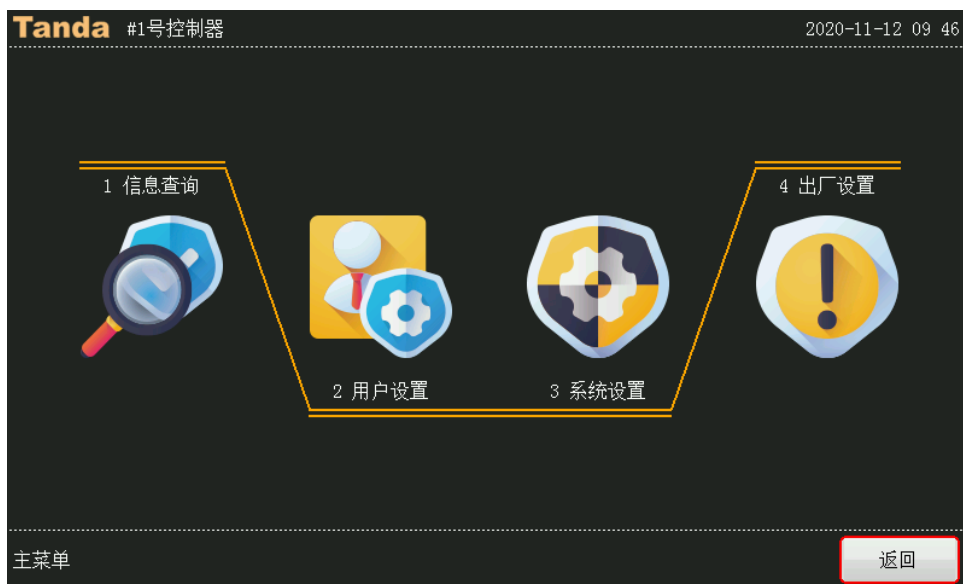 Tanda #1号控制器 2020-11-12 09 46
1 信息查询
4 出厂设置
2 用户设置
3 系统设置
主菜单
返回